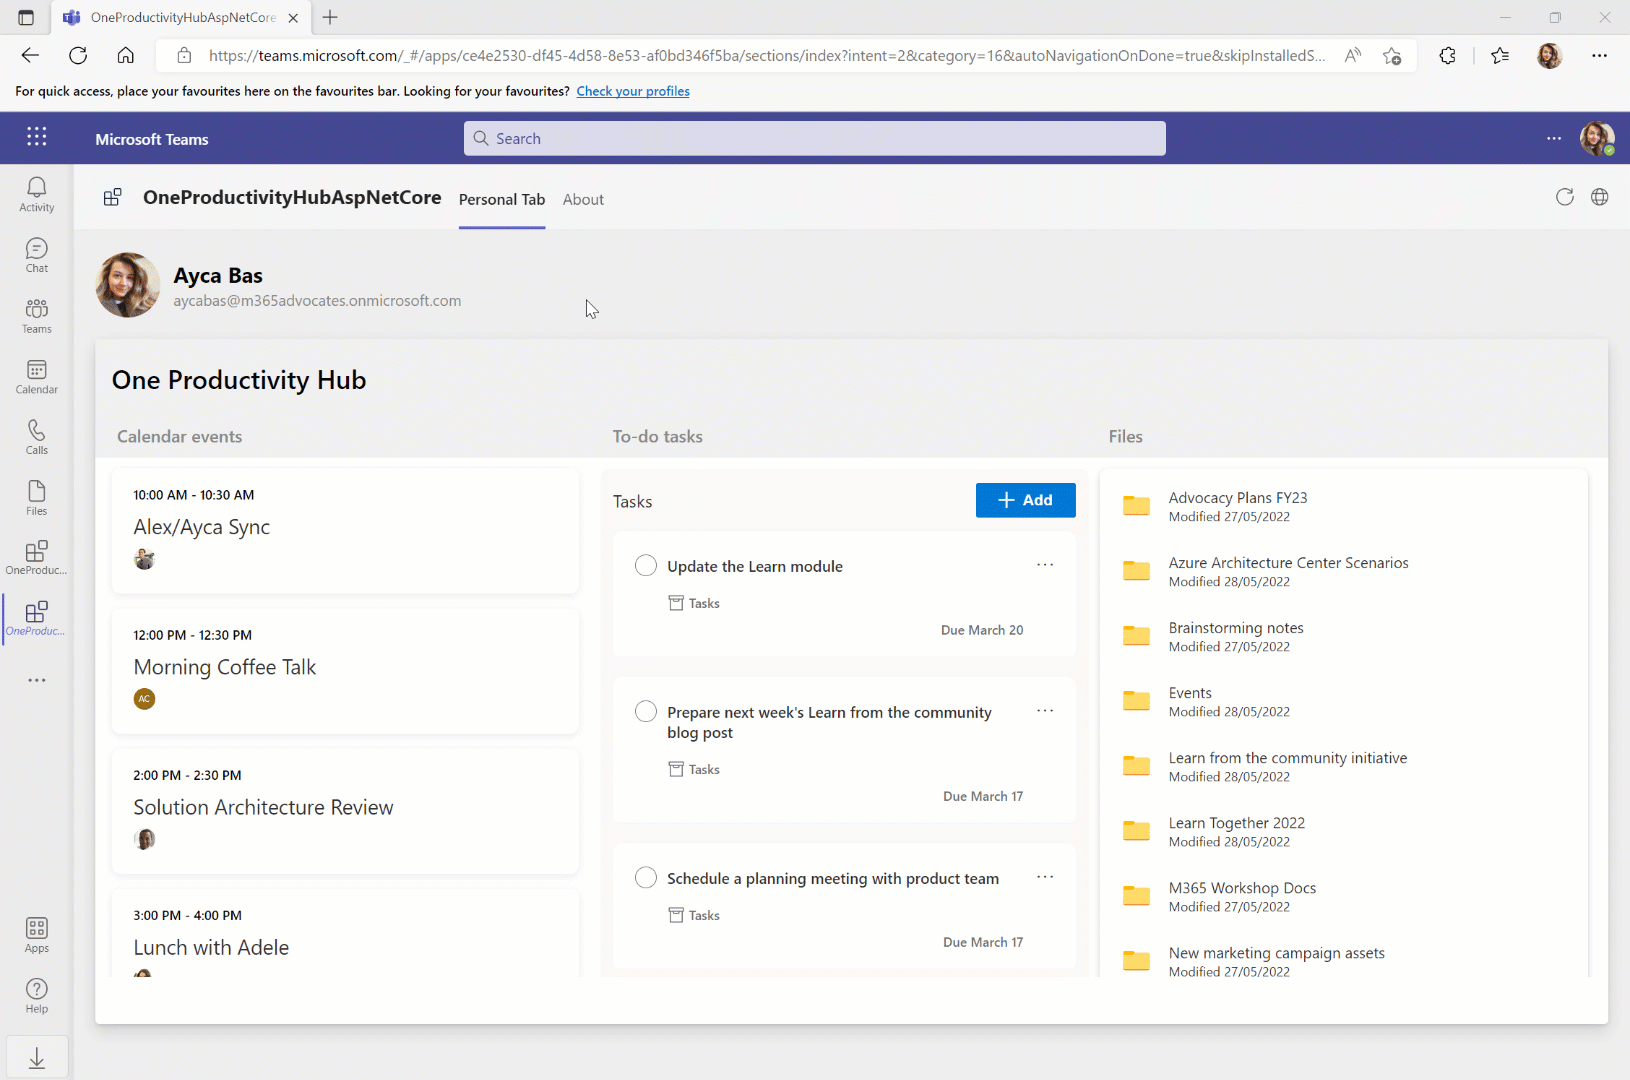 OneProductivityHubAspNetCore
https://teams.microsoft.com/_#/apps/ce4e2530-df45-4d58-8e53-af0bd346f5ba/sections/index?intent=2&category=16&autoNavigationOnDone=true&skipInstalledS...
For quick access, place your favourites here on the favourites bar. Looking for your favourites? Check your profiles
Microsoft Teams
Search
Activity
Chat
Teams
Calendar
Calls
Files
OneProduc...
OneProduc...
Apps
Help
OneProductivityHubAspNetCore
Personal Tab
About
Ayca Bas
aycabas@m365advocates.onmicrosoft.com
One Productivity Hub
Calendar events
10:00 AM - 10:30 AM
Alex/Ayca Sync
12:00 PM - 12:30 PM
Morning Coffee Talk
AC
2:00 PM - 2:30 PM
Solution Architecture Review
3:00 PM - 4:00 PM
Lunch with Adele
To-do tasks
Tasks
Add
Update the Learn module
Tasks
Due March 20
Prepare next week's Learn from the community
blog post
Tasks
Due March 17
Schedule a planning meeting with product team
Tasks
Due March 17
Files
Advocacy Plans FY23
Modified 27/05/2022
Azure Architecture Center Scenarios
Modified 28/05/2022
Brainstorming notes
Modified 27/05/2022
Events
Modified 28/05/2022
Learn from the community initiative
Modified 28/05/2022
Learn Together 2022
Modified 28/05/2022
M365 Workshop Docs
Modified 27/05/2022
New marketing campaign assets
Modified 27/05/2022